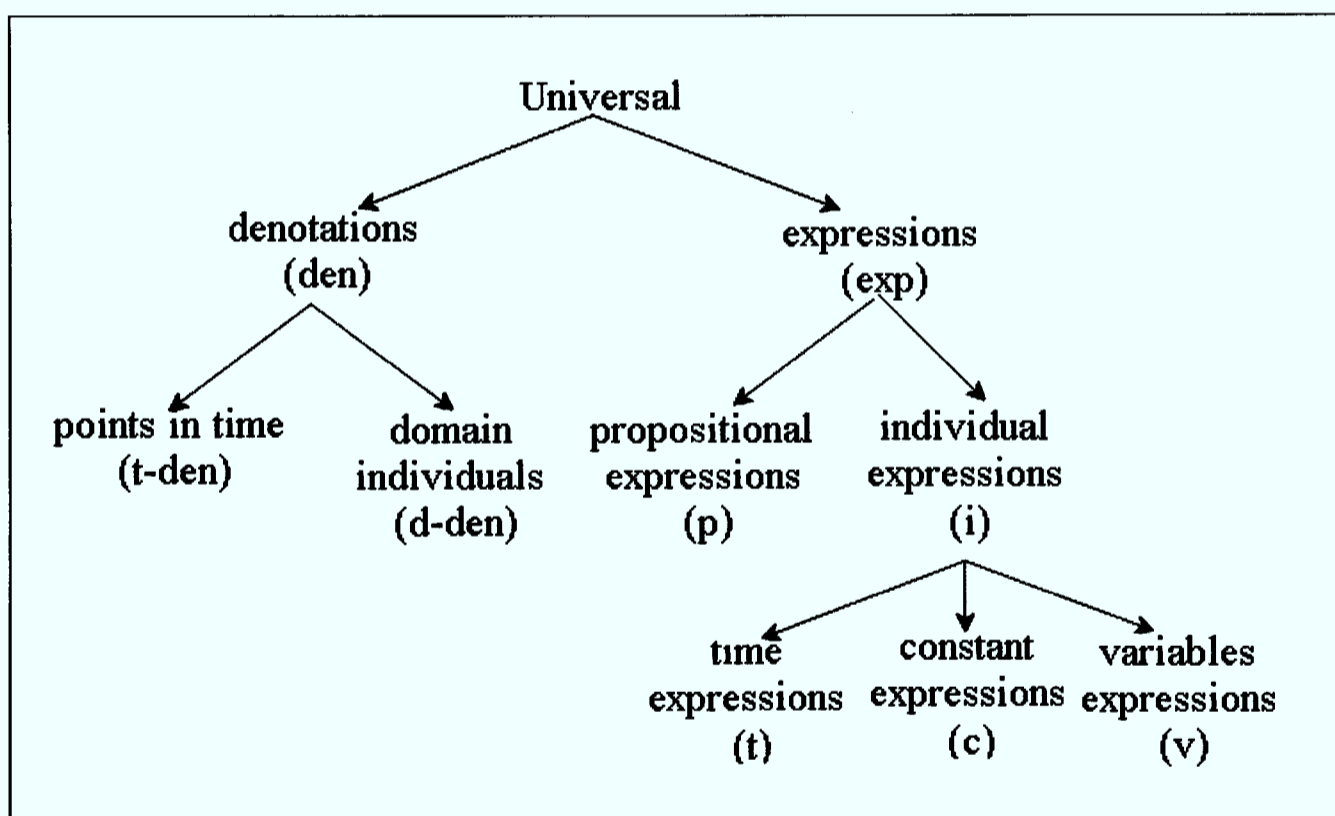 Universal
denotations
(den)
expressions
(exp)
points in time
(t-den)
domain
individuals
(d-den)
propositional
expressions
(p)
individual
expressions
(i)
tıme
expressions
(t)
constant
expressions
(c)
variables
expressions
(v)